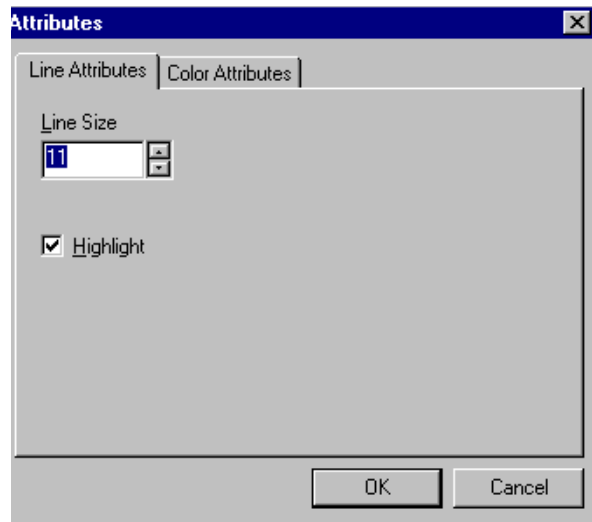 Attributes
Line Attributes Color Attributes
Line Size
11
Highlight
OK Cancel